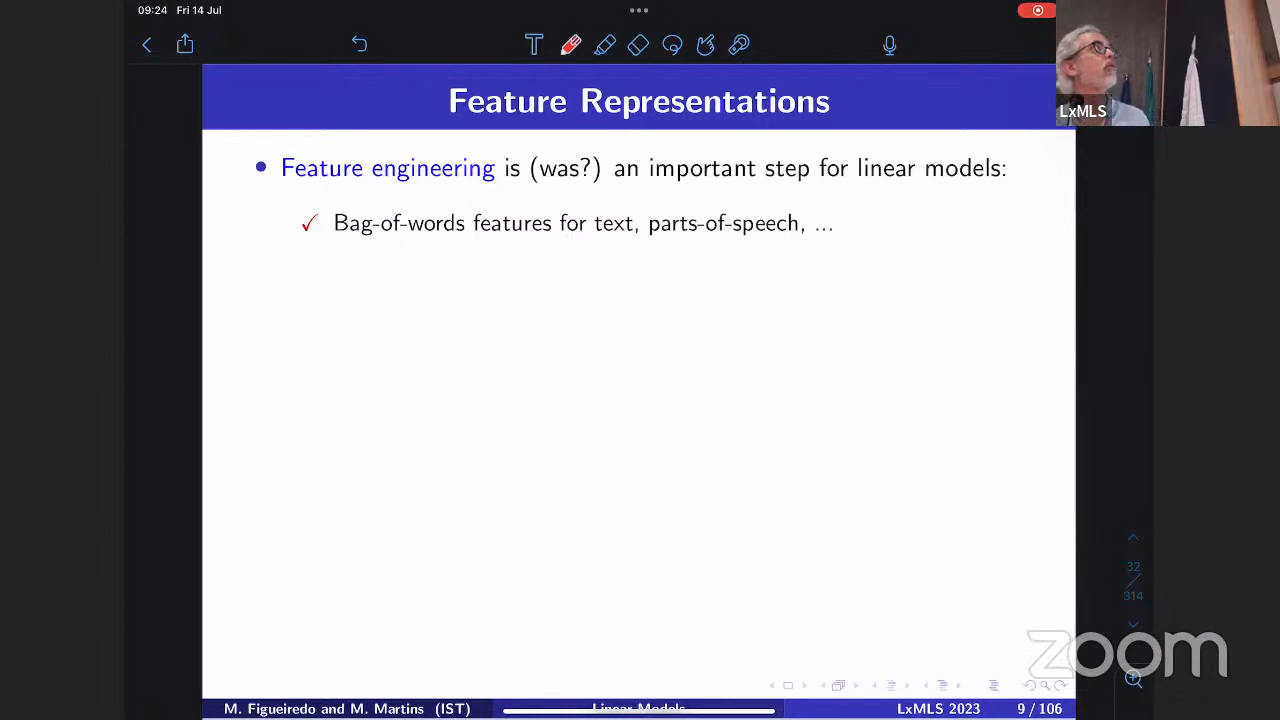 09:24 Fri 14 Jul
Feature Representations
LxMLS
Feature engineering is (was?) an important step for linear models:
✓ Bag-of-words features for text, parts-of-speech, ...
32
314
zoom
M. Figueiredo and M. Martins (IST)
Linear Models
LxMLS 2023
9 / 106